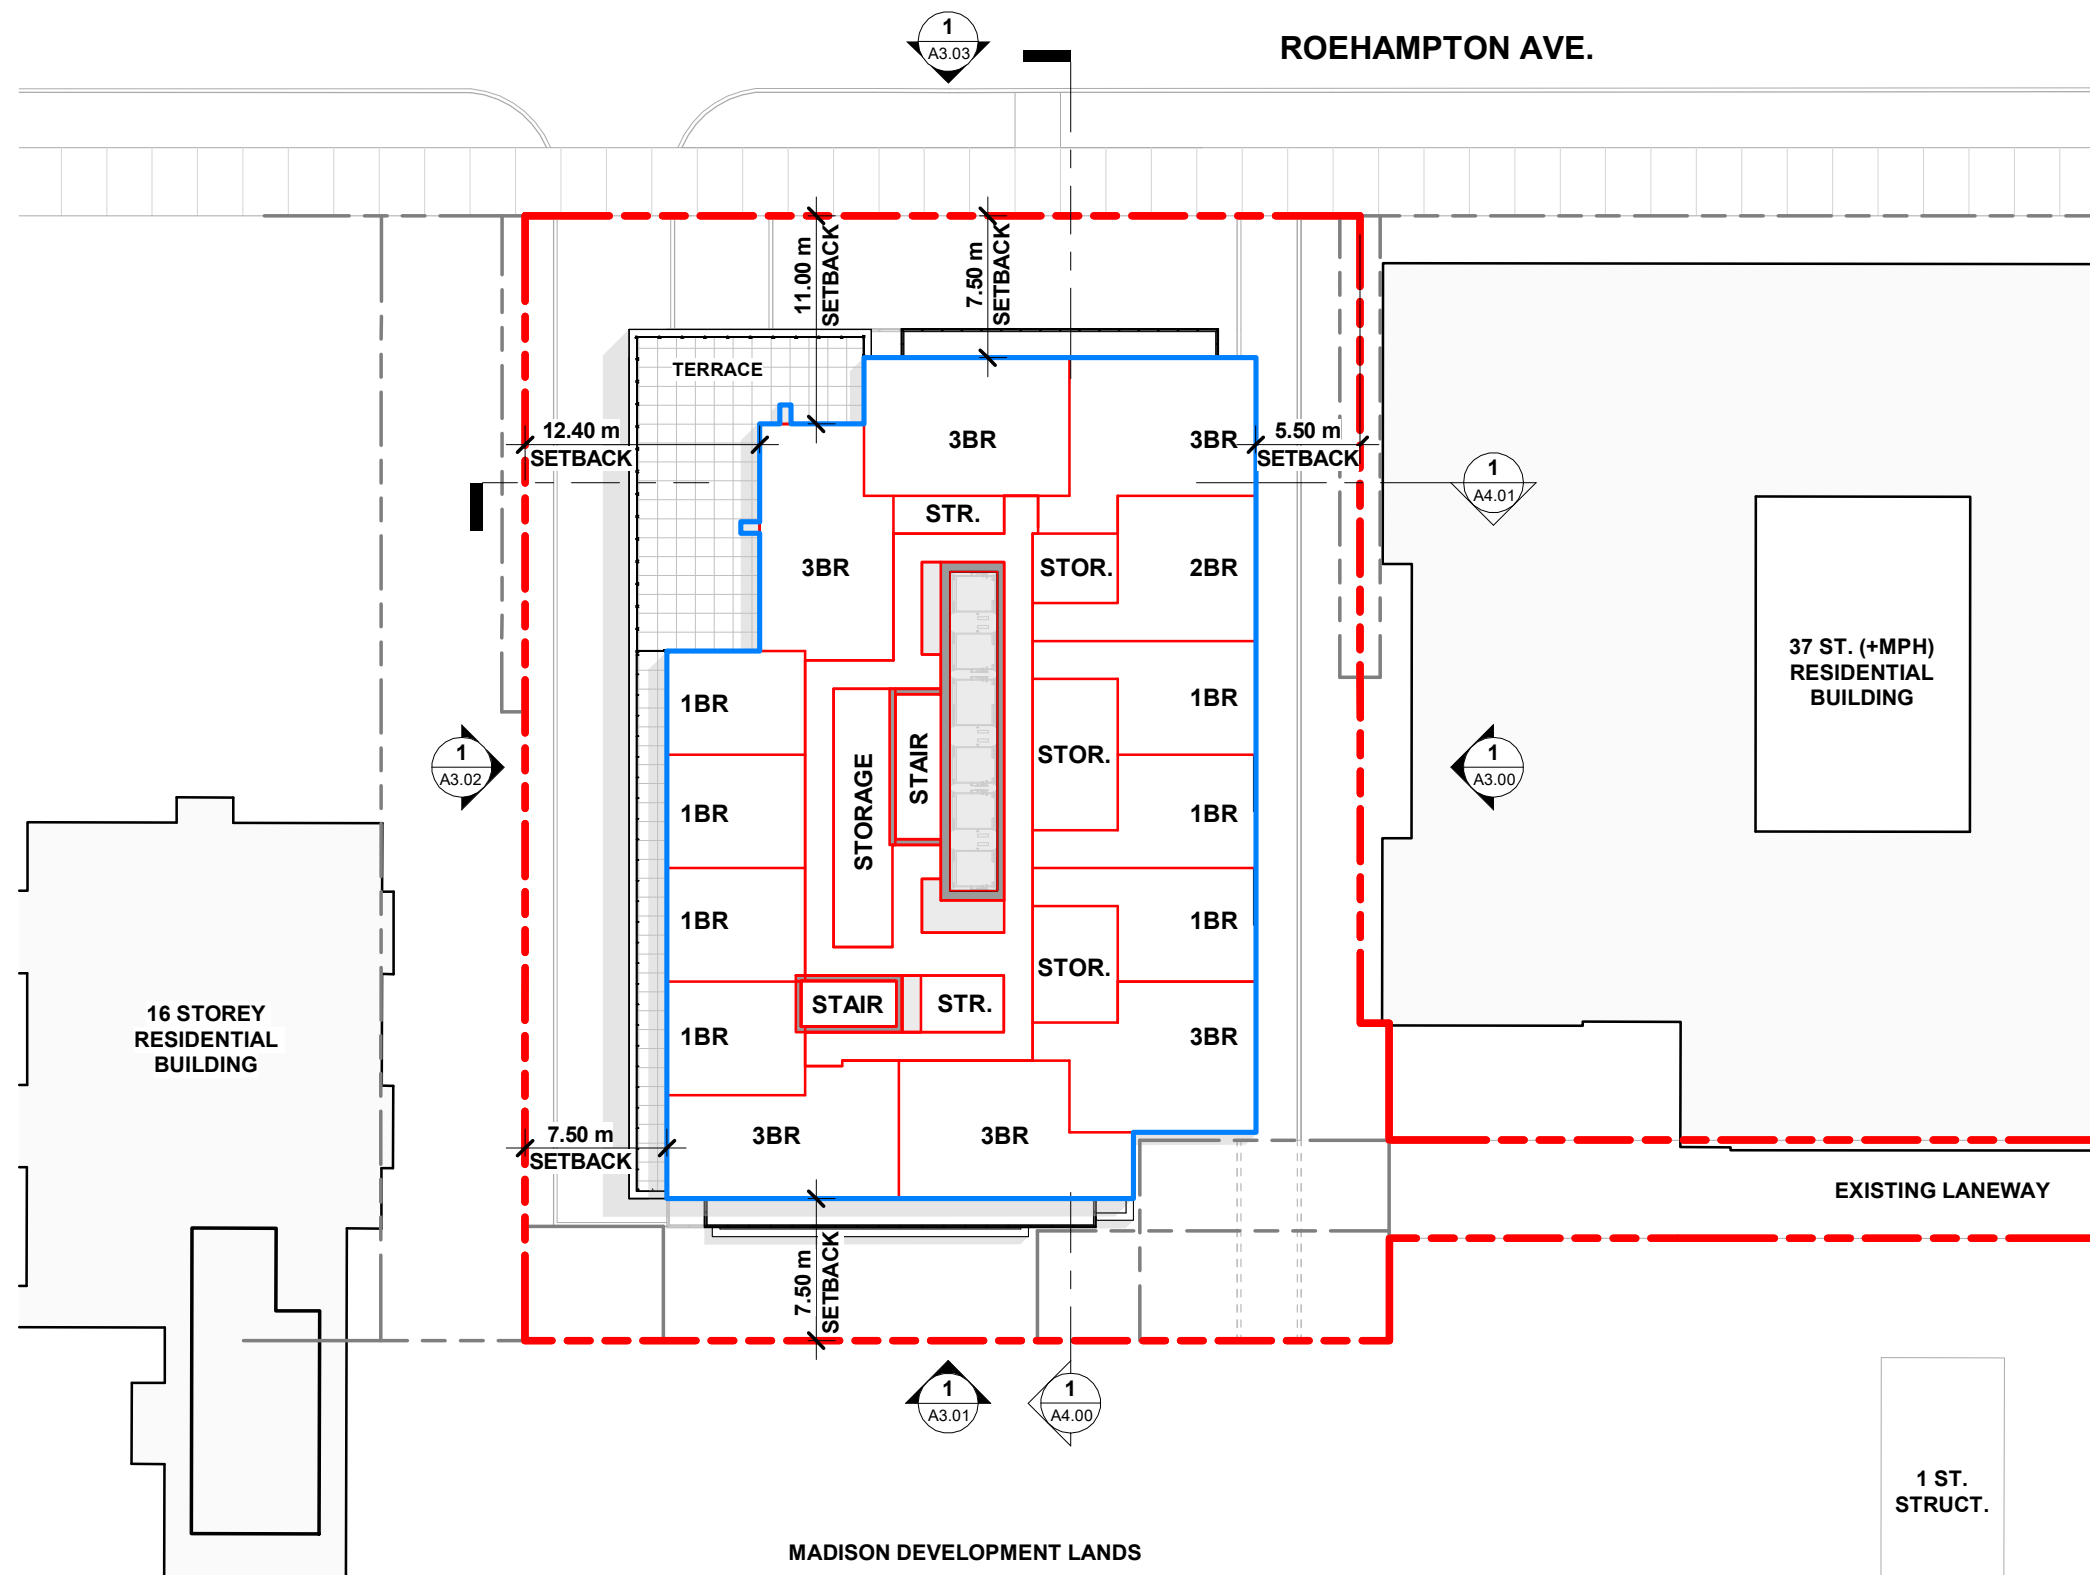 1
A3.03
ROEHAMPTON AVE.
11.00 m
SETBACK
7.50 m
SETBACK
TERRACE
12.40 m
SETBACK
3BR
3BR
5.50 m
SETBACK
1
A4.01
STR.
3BR
STOR.
2BR
37 ST. (+MPH)
RESIDENTIAL
BUILDING
1BR
1BR
1
A3.02
STORAGE
STAIR
STOR.
1
A3.00
1BR
1BR
1BR
1BR
STOR.
16 STOREY
RESIDENTIAL
BUILDING
STAIR
STR.
1BR
3BR
7.50 m
SETBACK
3BR
3BR
EXISTING LANEWAY
7.50 m
SETBACK
1
A3.01
1
A4.00
1 ST.
STRUCT.
MADISON DEVELOPMENT LANDS